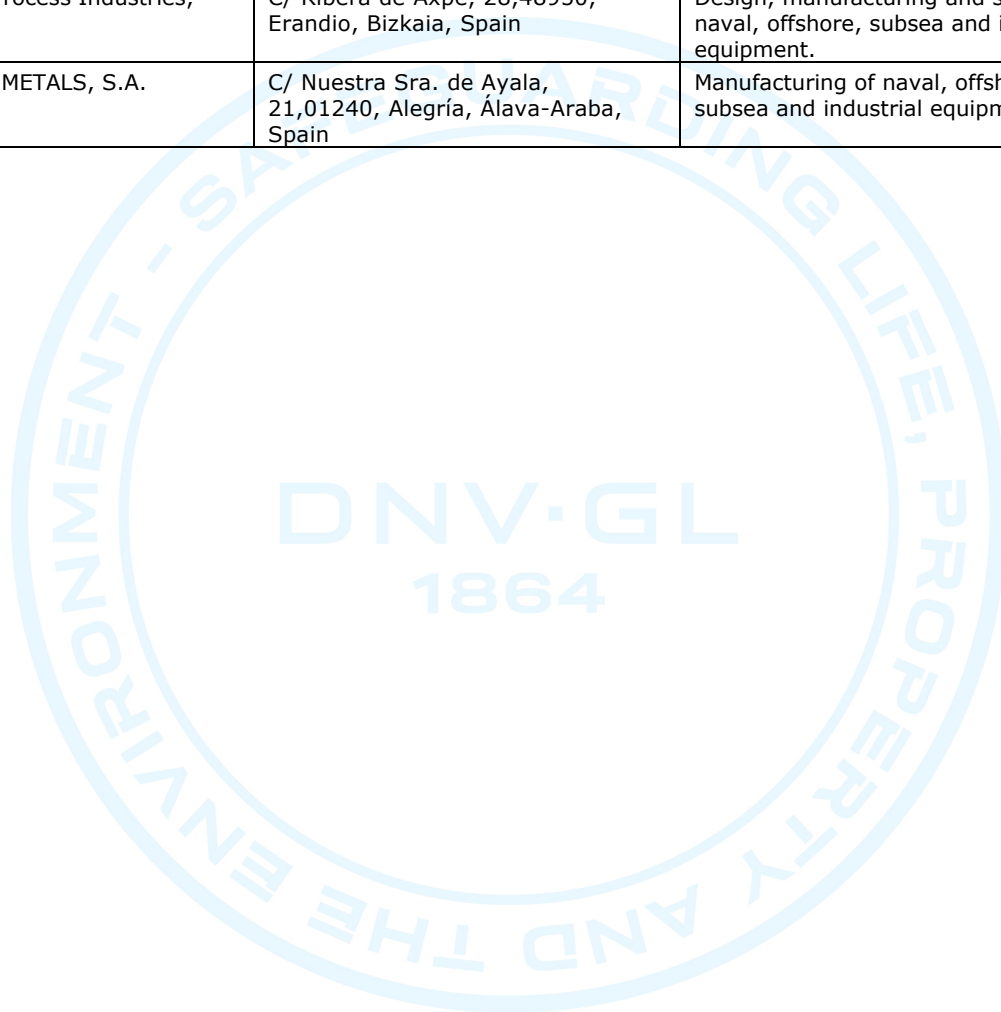 rocess Industries,
C/ Ribera de Axpe, 28,48950,
Erandio, Bizkaia, Spain
Design, manufacturing and s
naval, offshore, subsea and i
equipment.
METALS, S.A.
C/ Nuestra Sra. de Ayala,
21,01240, Alegría, Álava-Araba,
Spain
Manufacturing of naval, offsh
subsea and industrial equipm
SAFEGUARDING LIFE, PROPERTY AND THE ENVIRONMENT -
DNV·GL
1864